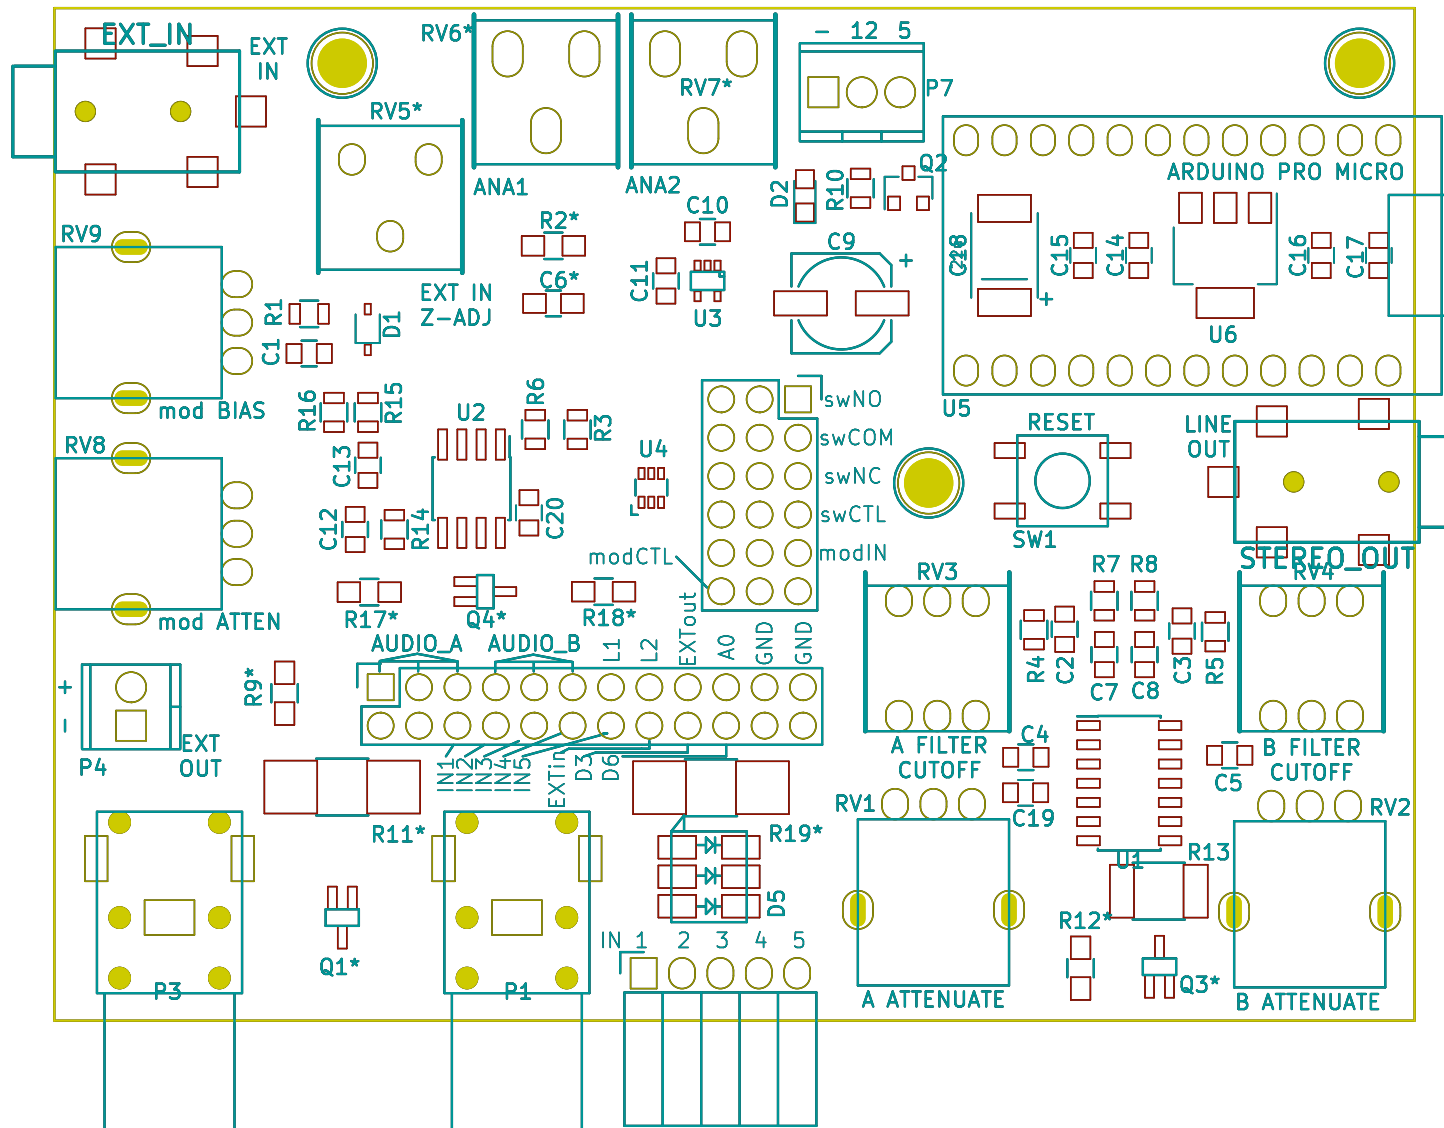 EXT_IN
EXT
IN
RV6*
RV7*
- 12 5
P7
RV5*
ANA1
ANA2
D2
R10
Q2
ARDUINO PRO MICRO
RV9
R2*
C10
C9
+
C18
C15
C14
C16
C17
C6*
C11
U3
EXT IN
Z-ADJ
R1
D1
C1
+
U6
U5
mod BIAS
R16
R15
U2
R6
R3
swNO
swCOM
swNC
swCTL
modIN
modCTL
RESET
SW1
LINE
OUT
STEREO_OUT
RV8
C13
U4
C12
R14
C20
R17*
Q4*
R18*
mod ATTEN
AUDIO_A
AUDIO_B
L1
L2
EXTout
A0
GND
GND
RV3
R7
R8
RV4
R4
C2
C7
C8
C3
R5
+
-
R9*
P4
EXT
OUT
IN1
IN2
IN3
IN4
IN5
EXTin
D3
D6
A FILTER
CUTOFF
C4
C19
B FILTER
CUTOFF
C5
RV1
RV2
R11*
R19*
U1
R13
D5
R12*
Q1*
Q3*
P3
P1
IN 1 2 3 4 5
A ATTENUATE
B ATTENUATE